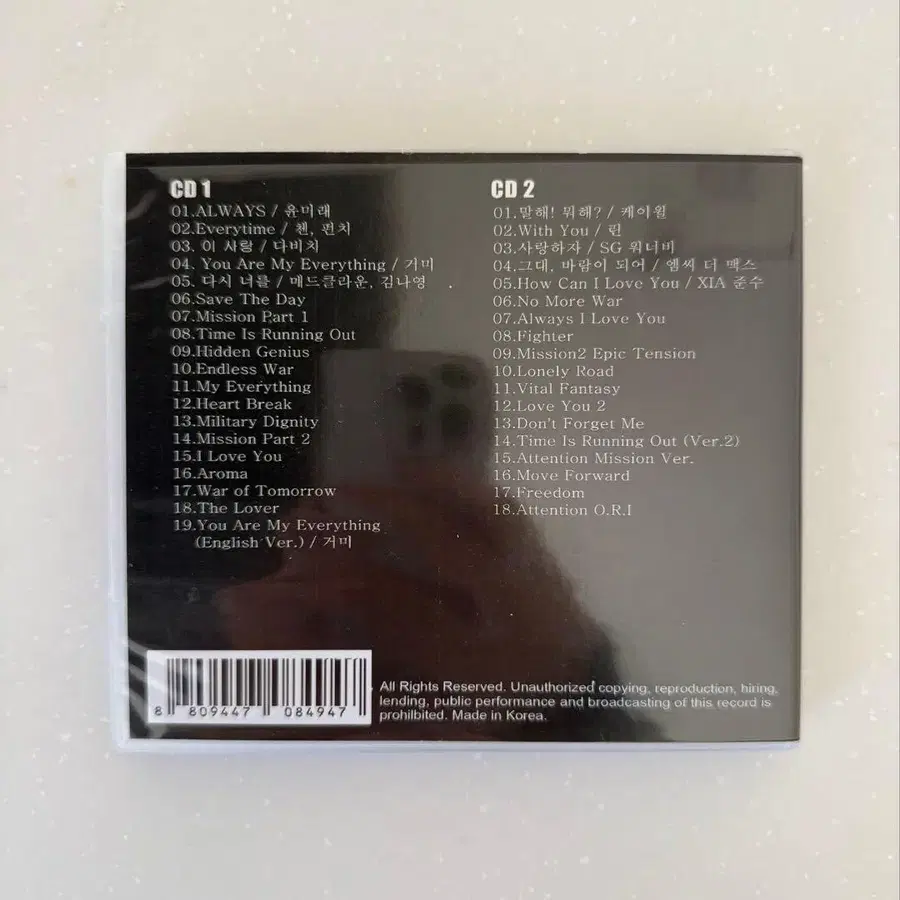 CD 1
01.ALWAYS / 윤미래
02.Everytime / 첸, 펀치
03. 이 사랑 / 다비치
04. You Are My Everything / 거미
05. 다시 너를 / 매드클라운, 김나영
06.Save The Day
07.Mission Part 1
08.Time Is Running Out
09.Hidden Genius
10.Endless War
11.My Everything
12.Heart Break
13.Military Dignity
14.Mission Part 2
15.I Love You
16.Aroma
17.War of Tomorrow
18.The Lover
19.You Are My Everything
(English Ver.) / 거미
CD 2
01.말해! 뭐해? / 케이윌
02.With You / 린
03.사랑하자 / SG 워너비
04.그대, 바람이 되어 / 엠씨 더 맥스
05.How Can I Love You / XIA 준수
06.No More War
07.Always I Love You
08.Fighter
09.Mission2 Epic Tension
10.Lonely Road
11.Vital Fantasy
12.Love You 2
13.Don't Forget Me
14.Time Is Running Out (Ver.2)
15.Attention Mission Ver.
16.Move Forward
17.Freedom
18.Attention O.R.I
8 809447 084947
All Rights Reserved. Unauthorized copying, reproduction, hiring,
lending, public performance and broadcasting of this record is
prohilbited. Made in Korea.